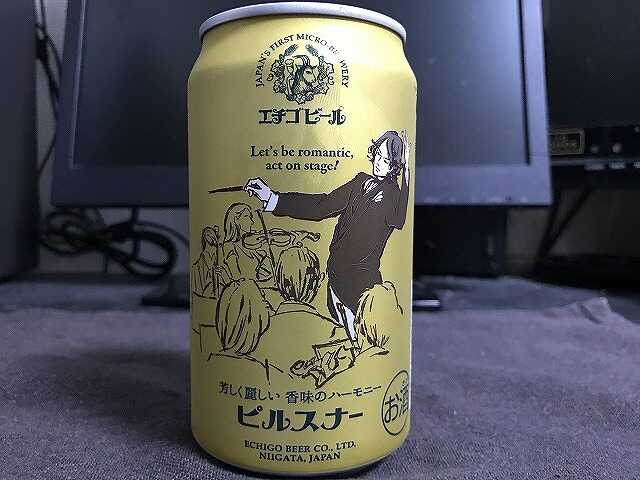 JAPAN'S FIRST MICRO-BREWERY
エチゴビール
Let's be romantic,
act on stage!
芳しく麗しい 香味のハーモニー
ピルスナー
お酒
ECHIGO BEER CO., LTD.
NIIGATA, JAPAN